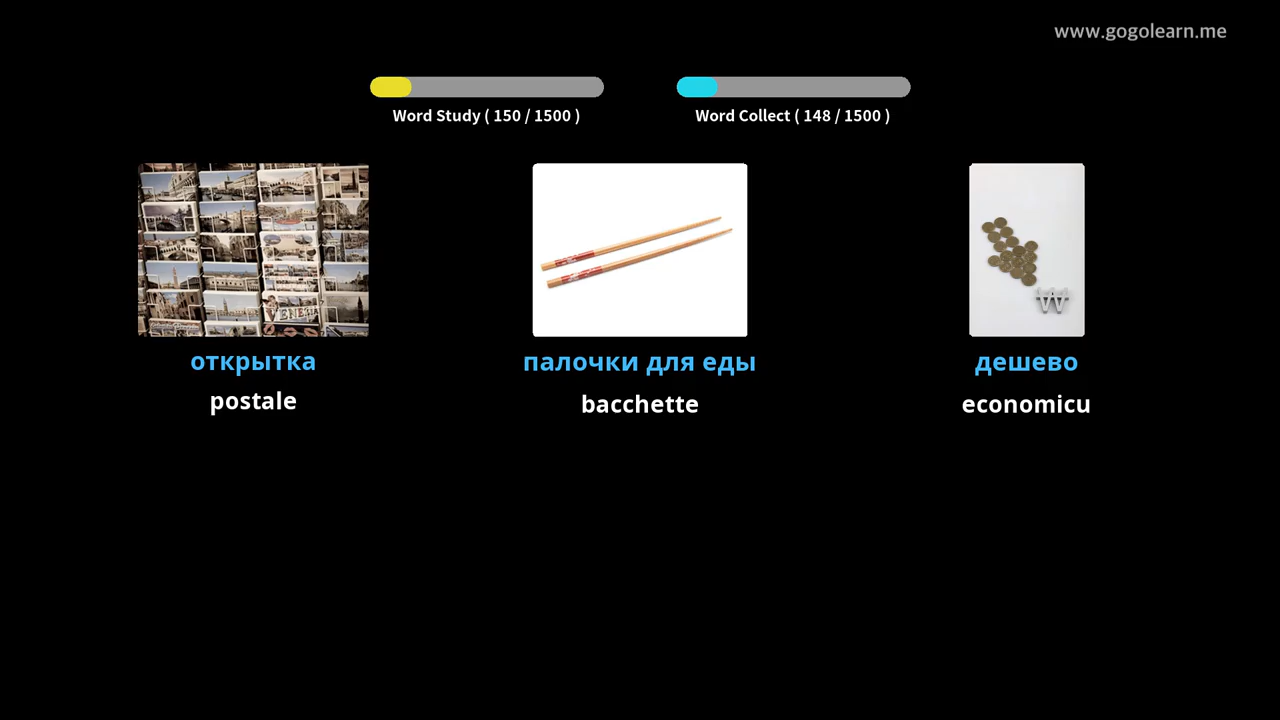 www.gogolearn.me
Word Study ( 150 / 1500 )
Word Collect ( 148 / 1500 )
открытка
палочки для еды
дешево
postale
bacchette
economicu